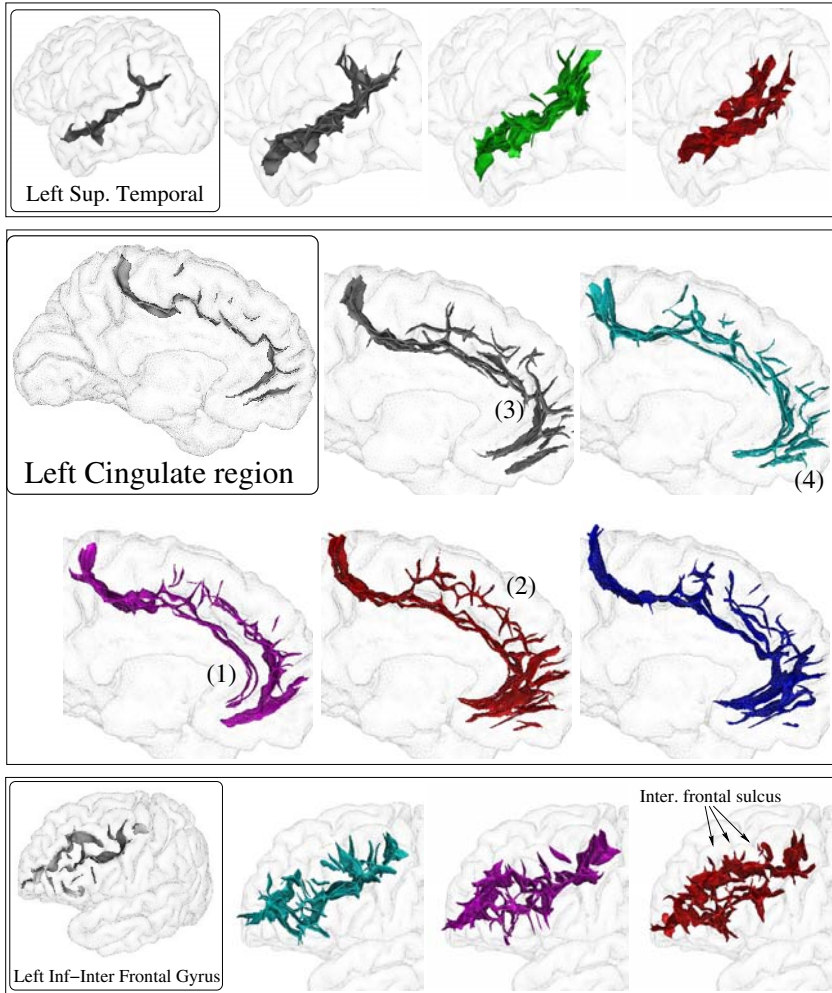 Left Sup. Temporal
Left Cingulate region
(3)
(4)
(1)
(2)
Inter. frontal sulcus
Left Inf−Inter Frontal Gyrus